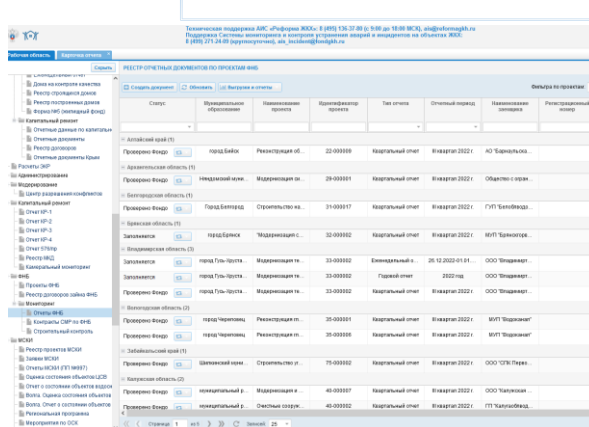 Техническая поддержка АИС «Реформа ЖКХ»: 8 (495) 136-37-00 (с 9:00 до 18:00 МСК), ais@reformagkh.ru
Поддержка Системы мониторинга и контроля устранения аварий и инцидентов на объектах ЖКХ:
8 (499) 271-24-09 (круглосуточно), ais_incident@fondgkh.ru
Рабочая область
Карточка отчета
Скрыть
РЕЕСТР ОТЧЕТНЫХ ДОКУМЕНТОВ ПО ПРОЕКТАМ ФНБ
Дома на контроле качества
Реестр строящихся домов
Реестр построенных домов
Форма №5 (жилищный фонд)
Капитальный ремонт
Отчетные данные по капитальн
Отчетные документы
Реестр договоров
Отчетные документы Крым
Расчеты ЭКР
Администрирование
Модерирование
Центр разрешения конфликтов
Капитальный ремонт
Отчет КР-1
Отчет КР-2
Отчет КР-3
Отчет КР-4
Отчет 576пр
Реестр МКД
Камеральный мониторинг
ФНБ
Проекты ФНБ
Реестр договоров займа ФНБ
Мониторинг
Отчеты ФНБ
Контракты СМР по ФНБ
Строительный контроль
МСКИ
Реестр проектов МСКИ
Заявки МСКИ
Отчеты МСКИ (ПП №997)
Оценка состояния объектов ЦСВ
Отчет о состоянии объектов водосн
Волга. Оценка состояния объектов
Волга. Отчет о состоянии объектов
Региональная программа
Мероприятия по ОСК
Создать документ
Обновить
Выгрузки и отчеты
Фильтр по проектам:
Статус
Муниципальное образование
Наименование проекта
Идентификатор проекта
Тип отчета
Отчетный период
Наименование заемщика
Регистрационный номер
Алтайский край (1)
Проверено Фондо город Бийск Реконструкция об... 22-000009 Квартальный отчет III квартал 2022 г. АО "Барнаульска...
Архангельская область (1)
Проверено Фондо Няндомский муни... Модернизация си... 29-000001 Квартальный отчет III квартал 2022 г. Общество с огран...
Белгородская область (1)
Проверено Фондо Город Белгород Строительство на... 31-000017 Квартальный отчет III квартал 2022 г. ГУП "Белоблвод...
Брянская область (1)
Заполняется город Брянск "Модернизация с... 32-000002 Квартальный отчет III квартал 2022 г. МУП "Брянскгоре...
Владимирская область (3)
Заполняется город Гусь-Хруста... Модернизация те... 33-000002 Еженедельный о... 26.12.2022-01.01.... ООО "Владимирт...
Заполняется город Гусь-Хруста... Модернизация те... 33-000002 Годовой отчет 2022 год ООО "Владимирт...
Проверено Фондо город Гусь-Хруста... Модернизация те... 33-000002 Квартальный отчет III квартал 2022 г. ООО "Владимирт...
Вологодская область (2)
Проверено Фондо город Череповец Реконструкция гп... 35-000001 Квартальный отчет III квартал 2022 г. МУП "Водоканал"
Проверено Фондо город Череповец Реконструкция гп... 35-000006 Квартальный отчет III квартал 2022 г. МУП "Водоканал"
Забайкальский край (1)
Проверено Фондо Шилкинский муни... Строительство уг... 75-000002 Квартальный отчет III квартал 2022 г. ООО "СПК Перво...
Калужская область (2)
Проверено Фондо муниципальный р... Модернизация и ... 40-000007 Квартальный отчет III квартал 2022 г. ООО "Калужская ...
Проверено Фондо муниципальный р... Очистные сооруж... 40-000002 Квартальный отчет III квартал 2022 г. ГП "Калугаоблвод...
Страница 1 из 5 Записей 25